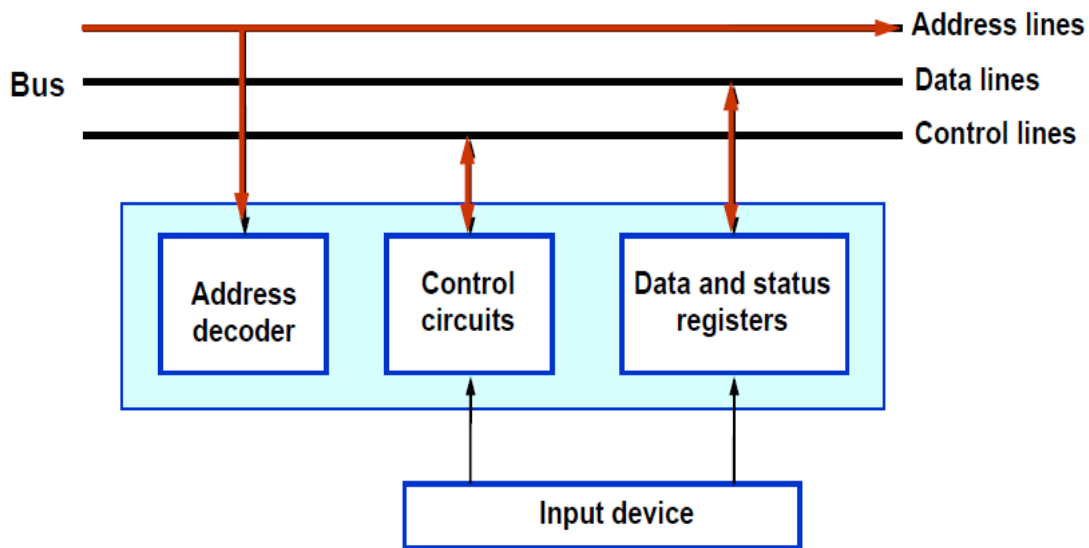 Address lines
Bus
Data lines
Control lines
Address
decoder
Control
circuits
Data and status
registers
Input device